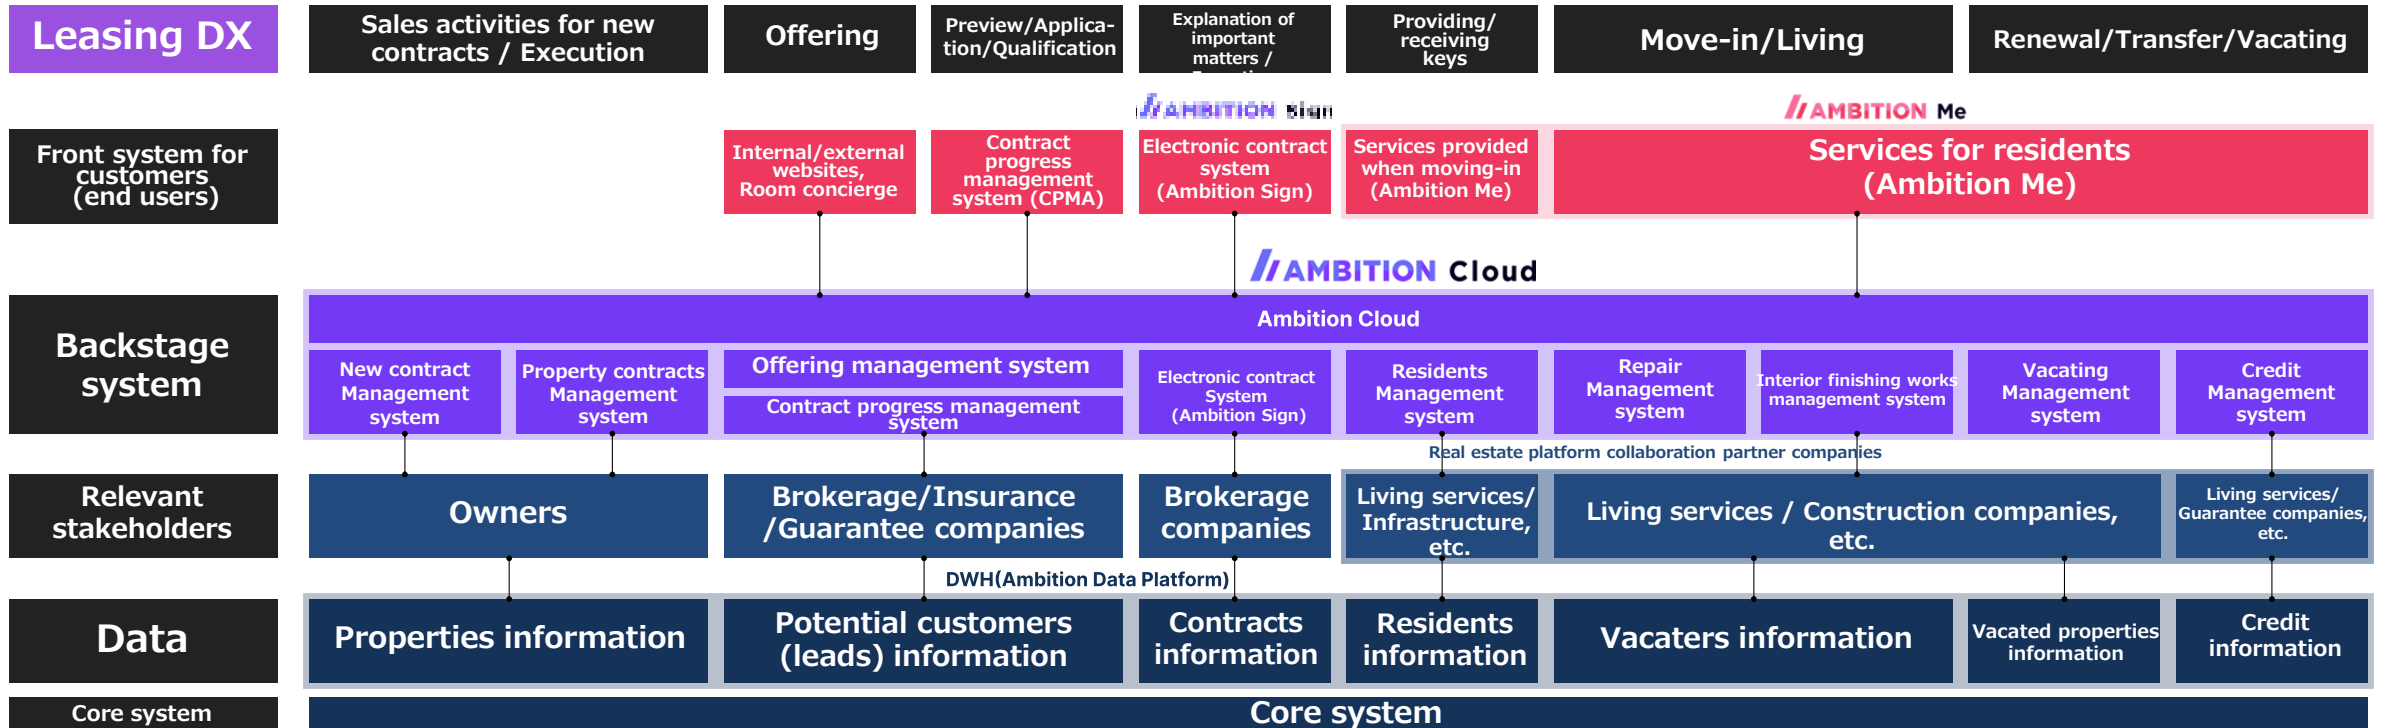 Leasing DX
Sales activities for new
contracts / Execution
Offering
Preview/Applica-
tion/Qualification
Explanation of
important
matters /
Providing/
receiving
keys
Move-in/Living
Renewal/Transfer/Vacating
AMBITION Sign
AMBITION Me
Front system for
customers
(end users)
Internal/external
websites,
Room concierge
Contract
progress
management
system (CPMA)
Electronic contract
system
(Ambition Sign)
Services provided
when moving-in
(Ambition Me)
Services for residents
(Ambition Me)
AMBITION Cloud
Backstage
system
Ambition Cloud
New contract
Management
system
Property contracts
Management
system
Offering management system
Contract progress management
system
Electronic contract
System
(Ambition Sign)
Residents
Management
system
Repair
Management
system
Interior finishing works
management system
Vacating
Management
system
Credit
Management
system
Real estate platform collaboration partner companies
Relevant
stakeholders
Owners
Brokerage/Insurance
/Guarantee companies
Brokerage
companies
Living services/
Infrastructure,
etc.
Living services / Construction companies,
etc.
Living services/
Guarantee companies,
etc.
DWH(Ambition Data Platform)
Data
Properties information
Potential customers
(leads) information
Contracts
information
Residents
information
Vacaters information
Vacated properties
information
Credit
information
Core system
Core system